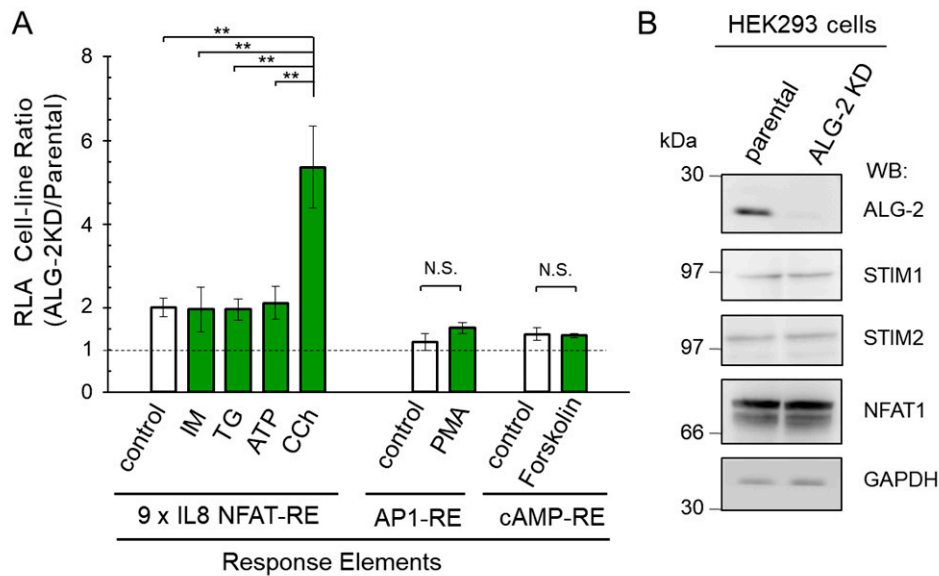 A
RLA Cell-line Ratio
(ALG-2KD/Parental)
8
6
4
2
1
0
**
**
**
**
N.S.
N.S.
control
IM
TG
ATP
CCh
control
PMA
control
Forskolin
9 x IL8 NFAT-RE
AP1-RE
cAMP-RE
Response Elements
B
HEK293 cells
parental
ALG-2 KD
kDa
WB:
30
ALG-2
97
STIM1
STIM2
97
NFAT1
66
GAPDH
30